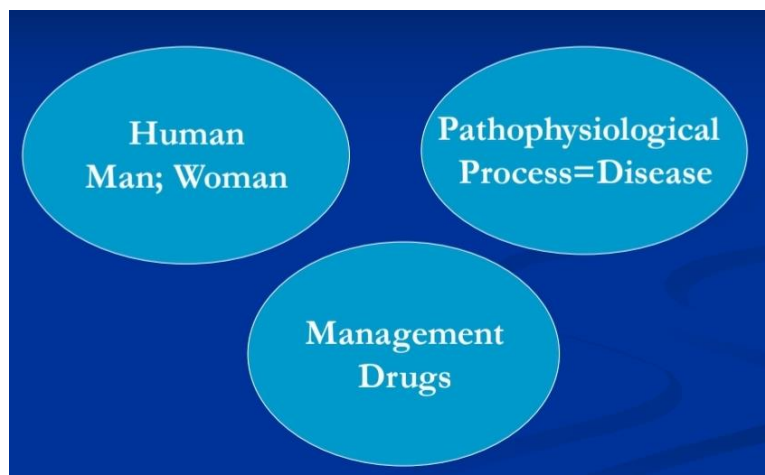 Human
Man; Woman
Pathophysiological
Process=Disease
Management
Drugs